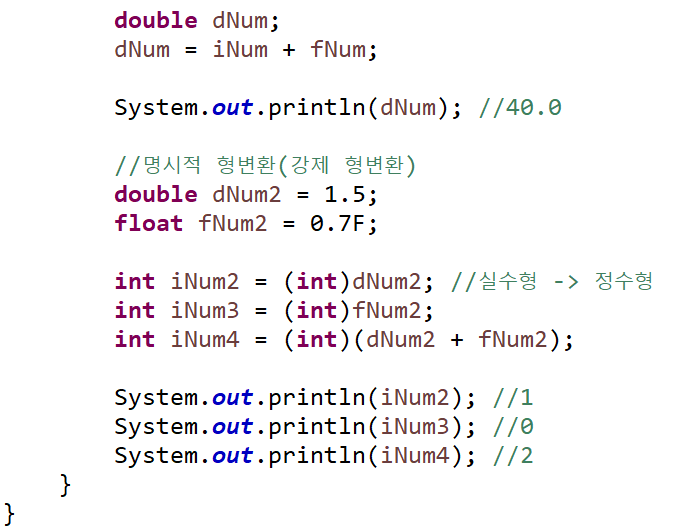 double dNum;
dNum = iNum + fNum;
System.out.println(dNum); //40.0
//명시적 형변환(강제 형변환)
double dNum2 = 1.5;
float fNum2 = 0.7F;
int iNum2 = (int)dNum2; //실수형 -> 정수형
int iNum3 = (int)fNum2;
int iNum4 = (int)(dNum2 + fNum2);
System.out.println(iNum2); //1
System.out.println(iNum3); //0
System.out.println(iNum4); //2
}
}